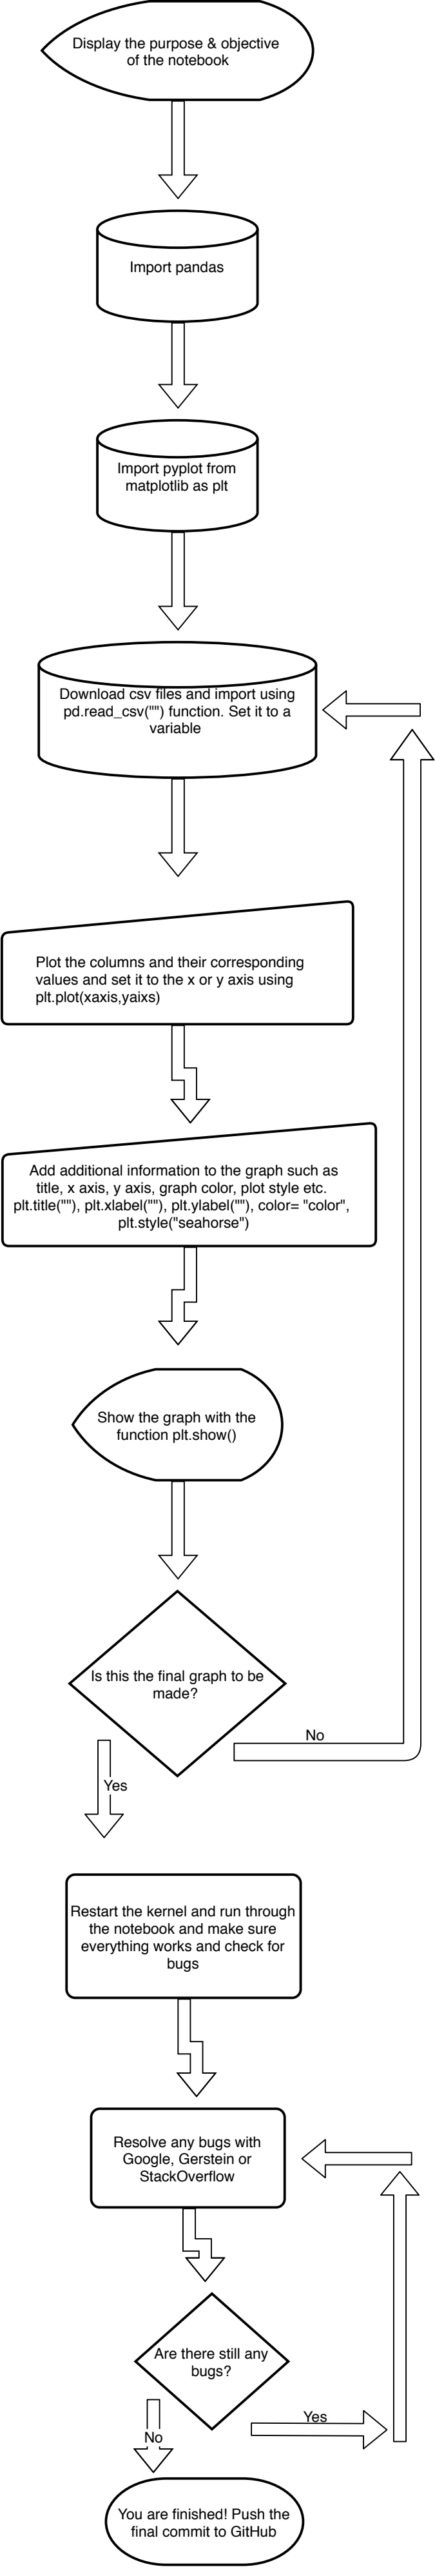 Display the purpose & objective
of the notebook
Import pandas
Import pyplot from
matplotlib as plt
Download csv files and import using
pd.read_csv("") function. Set it to a
variable
Plot the columns and their corresponding
values and set it to the x or y axis using
plt.plot(xaxis,yaixs)
Add additional information to the graph such as
title, x axis, y axis, graph color, plot style etc.
plt.title(""), plt.xlabel(""), plt.ylabel(""), color= "color",
plt.style("seahorse")
Show the graph with the
function plt.show()
Is this the final graph to be
made?
No
Yes
Restart the kernel and run through
the notebook and make sure
everything works and check for
bugs
Resolve any bugs with
Google, Gerstein or
StackOverflow
Are there still any
bugs?
Yes
No
You are finished! Push the
final commit to GitHub